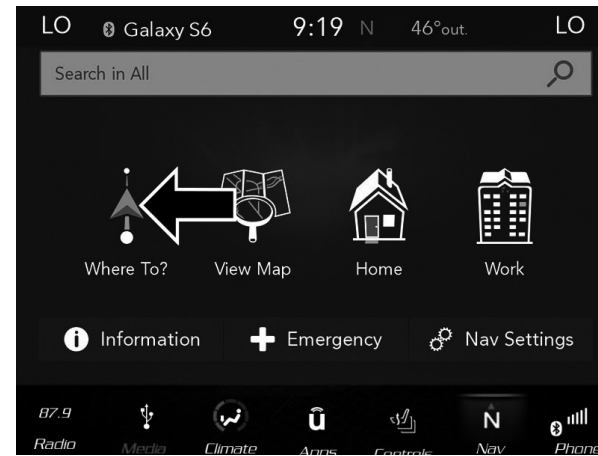 LO Galaxy S6 9:19 N 46°out. LO
Search in All
Where To? View Map Home Work
Information Emergency Nav Settings
87.9 û N
Radio Media Climate Apps Controls Nav Phone